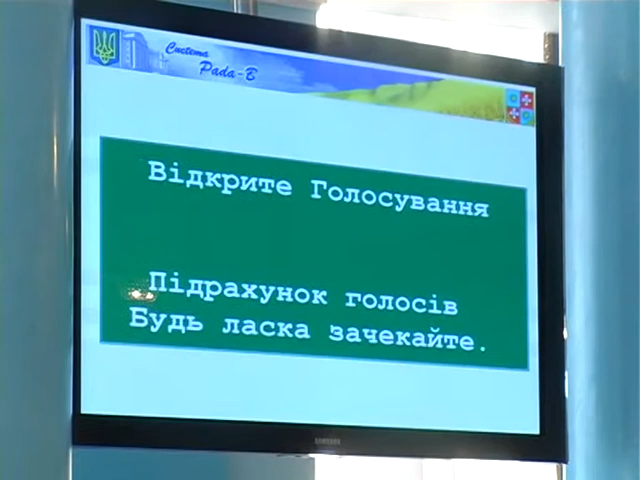 Система
Рада-В
Відкрите Голосування
Підрахунок голосів
Будь ласка зачекайте.
SAMSUNG